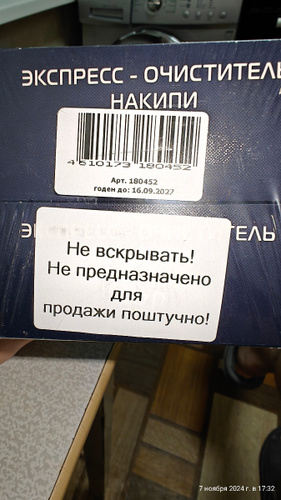 ЭКСПРЕСС - ОЧИСТИТЕЛЬ
НАКИПИ
4 610173 180452
Арт. 180452
годен до: 16.09.2027
Не вскрывать!
Не предназначено
для
продажи поштучно!
7 ноября 2024 г. в 17:32